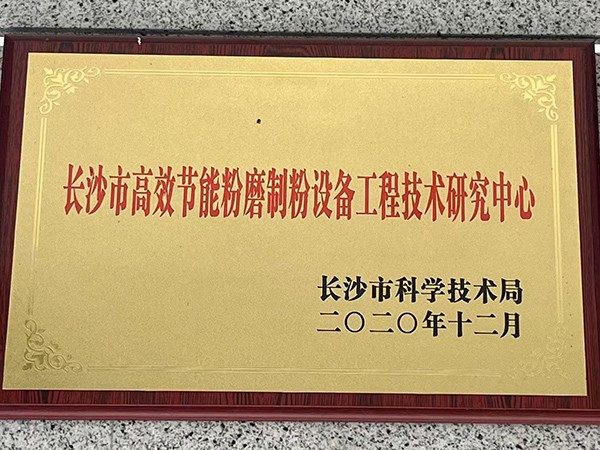 长沙市高效节能粉磨制粉设备工程技术研究中心
长沙市科学技术局
二〇二〇年十二月